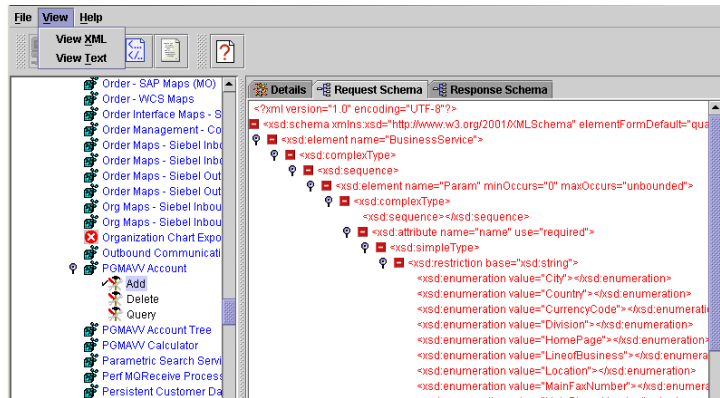 File View Help
View XML
View Text
Order - SAP Maps (MO)
Order - WCS Maps
Order Interface Maps - S
Order Management - Co
Order Maps - Siebel Inbo
Order Maps - Siebel Inbo
Order Maps - Siebel Out
Order Maps - Siebel Out
Org Maps - Siebel Inbou
Org Maps - Siebel Inbou
Organization Chart Expo
Outbound Communicati
PGMAVV Account
Add
Delete
Query
PGMAVV Account Tree
PGMAVV Calculator
Parametric Search Servi
Perf MQReceive Process
Persistent Customer Da
Details Request Schema Response Schema
<?xml version="1.0" encoding="UTF-8"?>
<xsd:schema xmlns:xsd="http://www.w3.org/2001/XMLSchema" elementFormDefault="qua
<xsd:element name="BusinessService">
<xsd:complexType>
<xsd:sequence>
<xsd:element name="Param" minOccurs="0" maxOccurs="unbounded">
<xsd:complexType>
<xsd:sequence></xsd:sequence>
<xsd:attribute name="name" use="required">
<xsd:simpleType>
<xsd:restriction base="xsd:string">
<xsd:enumeration value="City"></xsd:enumeration>
<xsd:enumeration value="Country"></xsd:enumeration>
<xsd:enumeration value="CurrencyCode"></xsd:enumerati
<xsd:enumeration value="Division"></xsd:enumeration>
<xsd:enumeration value="HomePage"></xsd:enumeration>
<xsd:enumeration value="LineofBusiness"></xsd:enumera
<xsd:enumeration value="Location"></xsd:enumeration>
<xsd:enumeration value="MainFaxNumber"></xsd:enumera